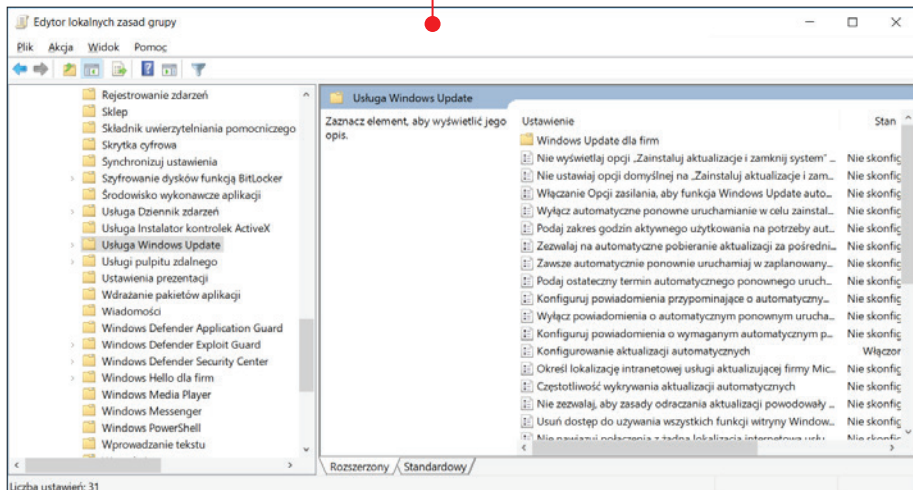 Edytor lokalnych zasad grupy
Plik Akcja Widok Pomoc
Rejestrowanie zdarzeń
Sklep
Składnik uwierzytelniania pomocniczego
Skrytka cyfrowa
Synchronizuj ustawienia
Szyfrowanie dysków funkcją BitLocker
Środowisko wykonawcze aplikacji
Usługa Dziennik zdarzeń
Usługa Instalator kontrolek ActiveX
Usługa Windows Update
Usługi pulpitu zdalnego
Ustawienia prezentacji
Wdrażanie pakietów aplikacji
Wiadomości
Windows Defender Application Guard
Windows Defender Exploit Guard
Windows Defender Security Center
Windows Hello dla firm
Windows Media Player
Windows Messenger
Windows PowerShell
Wprowadzanie tekstu
Usługa Windows Update
Zaznacz element, aby wyświetlić jego
opis.
Ustawienie Stan
Windows Update dla firm
Nie wyświetlaj opcji „Zainstaluj aktualizacje i zamknij system" ... Nie skonfig
Nie ustawiaj opcji domyślnej na „Zainstaluj aktualizacje i zam... Nie skonfig
Włączanie Opcji zasilania, aby funkcja Windows Update auto... Nie skonfig
Wyłącz automatyczne ponowne uruchamianie w celu zainstal... Nie skonfig
Podaj zakres godzin aktywnego użytkowania na potrzeby aut... Nie skonfig
Zezwalaj na automatyczne pobieranie aktualizacji za pośredni... Nie skonfig
Zawsze automatycznie ponownie uruchamiaj w zaplanowany... Nie skonfig
Podaj ostateczny termin automatycznego ponownego uruch... Nie skonfig
Konfiguruj powiadomienia przypominające o automatyczny... Nie skonfig
Wyłącz powiadomienia o automatycznym ponownym urucha... Nie skonfig
Konfiguruj powiadomienia o wymaganym automatycznym p... Nie skonfig
Konfigurowanie aktualizacji automatycznych Włączor
Określ lokalizację intranetowej usługi aktualizującej firmy Mic... Nie skonfig
Częstotliwość wykrywania aktualizacji automatycznych Nie skonfig
Nie zezwalaj, aby zasady odraczania aktualizacji powodowały ... Nie skonfig
Usuń dostęp do używania wszystkich funkcji witryny Window... Nie skonfig
Nie nawiązuj połączenia z żadną lokalizacją internetową usłu... Nie skonfig
Rozszerzony Standardowy
Liczba ustawień: 31